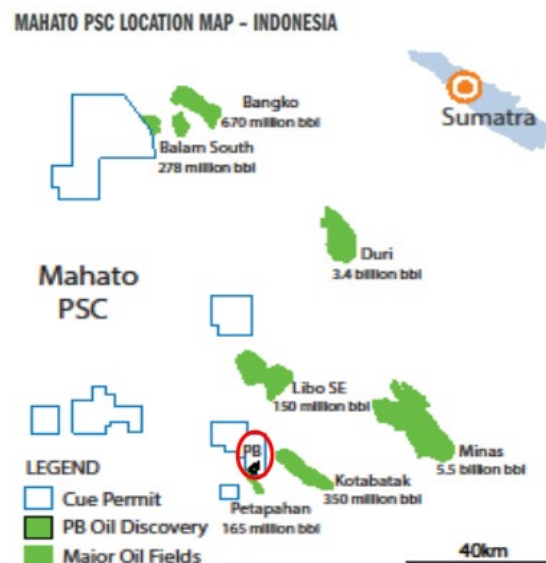 MAHATO PSC LOCATION MAP – INDONESIA
Bangko
670 million bbl
Sumatra
Balam South
278 million bbl
Duri
3.4 billion bbl
Mahato
PSC
Libo SE
150 million bbl
PB
Minas
5.5 billion bbl
Kotabatak
350 million bbl
Petapahan
165 million bbl
LEGEND
Cue Permit
PB Oil Discovery
Major Oil Fields
40km